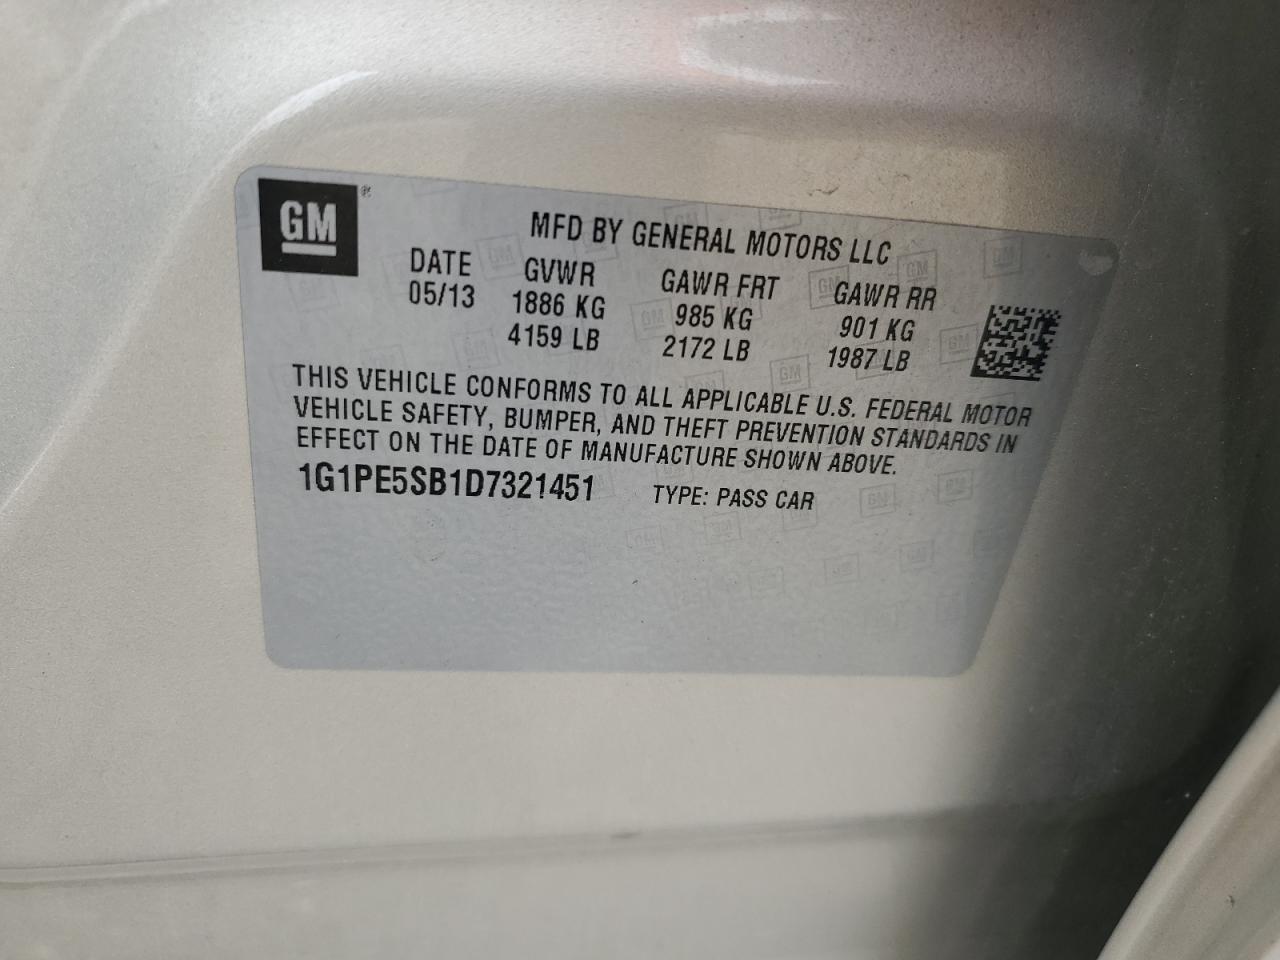 GM®
MFD BY GENERAL MOTORS LLC
DATE GVWR GAWR FRT GAWR RR
05/13 1886 KG 985 KG 901 KG
4159 LB 2172 LB 1987 LB
THIS VEHICLE CONFORMS TO ALL APPLICABLE U.S. FEDERAL MOTOR
VEHICLE SAFETY, BUMPER, AND THEFT PREVENTION STANDARDS IN
EFFECT ON THE DATE OF MANUFACTURE SHOWN ABOVE.
1G1PE5SB1D7321451 TYPE: PASS CAR